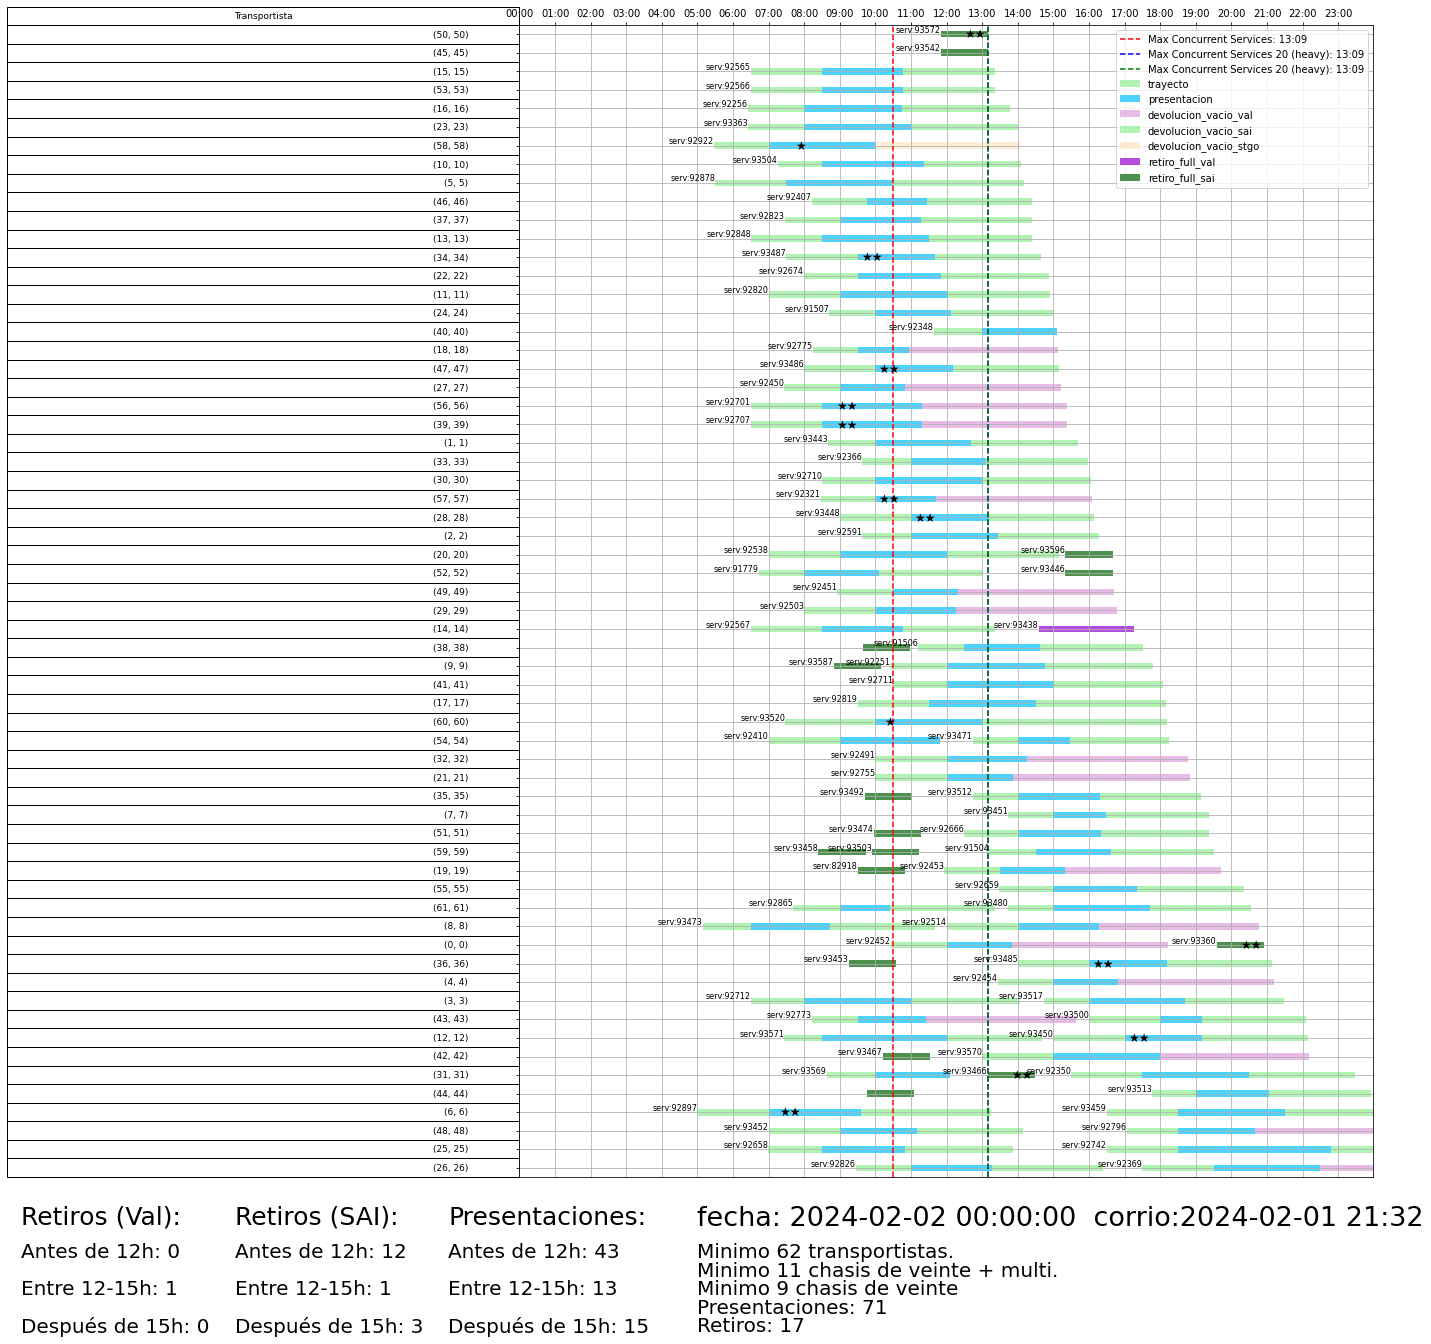 Transportista
00:00 01:00 02:00 03:00 04:00 05:00 06:00 07:00 08:00 09:00 10:00 11:00 12:00 13:00 14:00 15:00 16:00 17:00 18:00 19:00 20:00 21:00 22:00 23:00
Max Concurrent Services: 13:09
Max Concurrent Services 20 (heavy): 13:09
Max Concurrent Services 20 (heavy): 13:09
trayecto
presentacion
devolucion_vacio_val
devolucion_vacio_sai
devolucion_vacio_stgo
retiro_full_val
retiro_full_sai
(50, 50) serv:93572
(45, 45) serv:93542
(15, 15) serv:92565
(53, 53) serv:92566
(16, 16) serv:92256
(23, 23) serv:93363
(58, 58) serv:92922
(10, 10) serv:93504
(5, 5) serv:92878
(46, 46) serv:92407
(37, 37) serv:92823
(13, 13) serv:92848
(34, 34) serv:93487
(22, 22) serv:92674
(11, 11) serv:92820
(24, 24) serv:91507
(40, 40) serv:92348
(18, 18) serv:92775
(47, 47) serv:93486
(27, 27) serv:92450
(56, 56) serv:92701
(39, 39) serv:92707
(1, 1) serv:93443
(33, 33) serv:92366
(30, 30) serv:92710
(57, 57) serv:92321
(28, 28) serv:93448
(2, 2) serv:92591
(20, 20) serv:92538 serv:93596
(52, 52) serv:91779 serv:93446
(49, 49) serv:92451
(29, 29) serv:92503
(14, 14) serv:92567 serv:93438
(38, 38) serv:91506
(9, 9) serv:93587 serv:92251
(41, 41) serv:92711
(17, 17) serv:92819
(60, 60) serv:93520
(54, 54) serv:92410 serv:93471
(32, 32) serv:92491
(21, 21) serv:92755
(35, 35) serv:93492 serv:93512
(7, 7) serv:93451
(51, 51) serv:93474 serv:92666
(59, 59) serv:93458 serv:93503 serv:91504
(19, 19) serv:82918 serv:92453
(55, 55) serv:92659
(61, 61) serv:92865 serv:93480
(8, 8) serv:93473 serv:92514
(0, 0) serv:92452 serv:93360
(36, 36) serv:93453 serv:93485
(4, 4) serv:92454
(3, 3) serv:92712 serv:93517
(43, 43) serv:92773 serv:93500
(12, 12) serv:93571 serv:93450
(42, 42) serv:93467 serv:93570
(31, 31) serv:93569 serv:93466 serv:92350
(44, 44) serv:93513
(6, 6) serv:92897 serv:93459
(48, 48) serv:93452 serv:92796
(25, 25) serv:92658 serv:92742
(26, 26) serv:92826 serv:92369
Retiros (Val):
Antes de 12h: 0
Entre 12-15h: 1
Después de 15h: 0
Retiros (SAI):
Antes de 12h: 12
Entre 12-15h: 1
Después de 15h: 3
Presentaciones:
Antes de 12h: 43
Entre 12-15h: 13
Después de 15h: 15
fecha: 2024-02-02 00:00:00 corrio:2024-02-01 21:32
Minimo 62 transportistas.
Minimo 11 chasis de veinte + multi.
Minimo 9 chasis de veinte
Presentaciones: 71
Retiros: 17